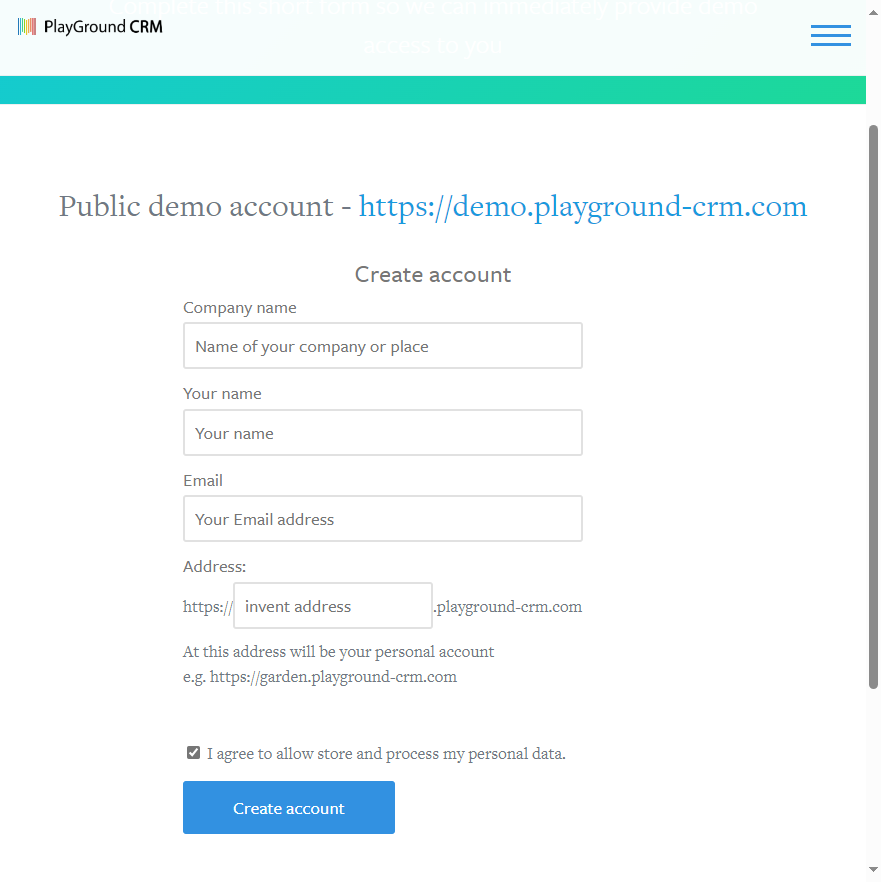 Complete this short form so we can immediately provide demo
access to you
PlayGround CRM
Public demo account - https://demo.playground-crm.com
Create account
Company name
Name of your company or place
Your name
Your name
Email
Your Email address
Address:
https:// invent address .playground-crm.com
At this address will be your personal account
e.g. https://garden.playground-crm.com
I agree to allow store and process my personal data.
Create account